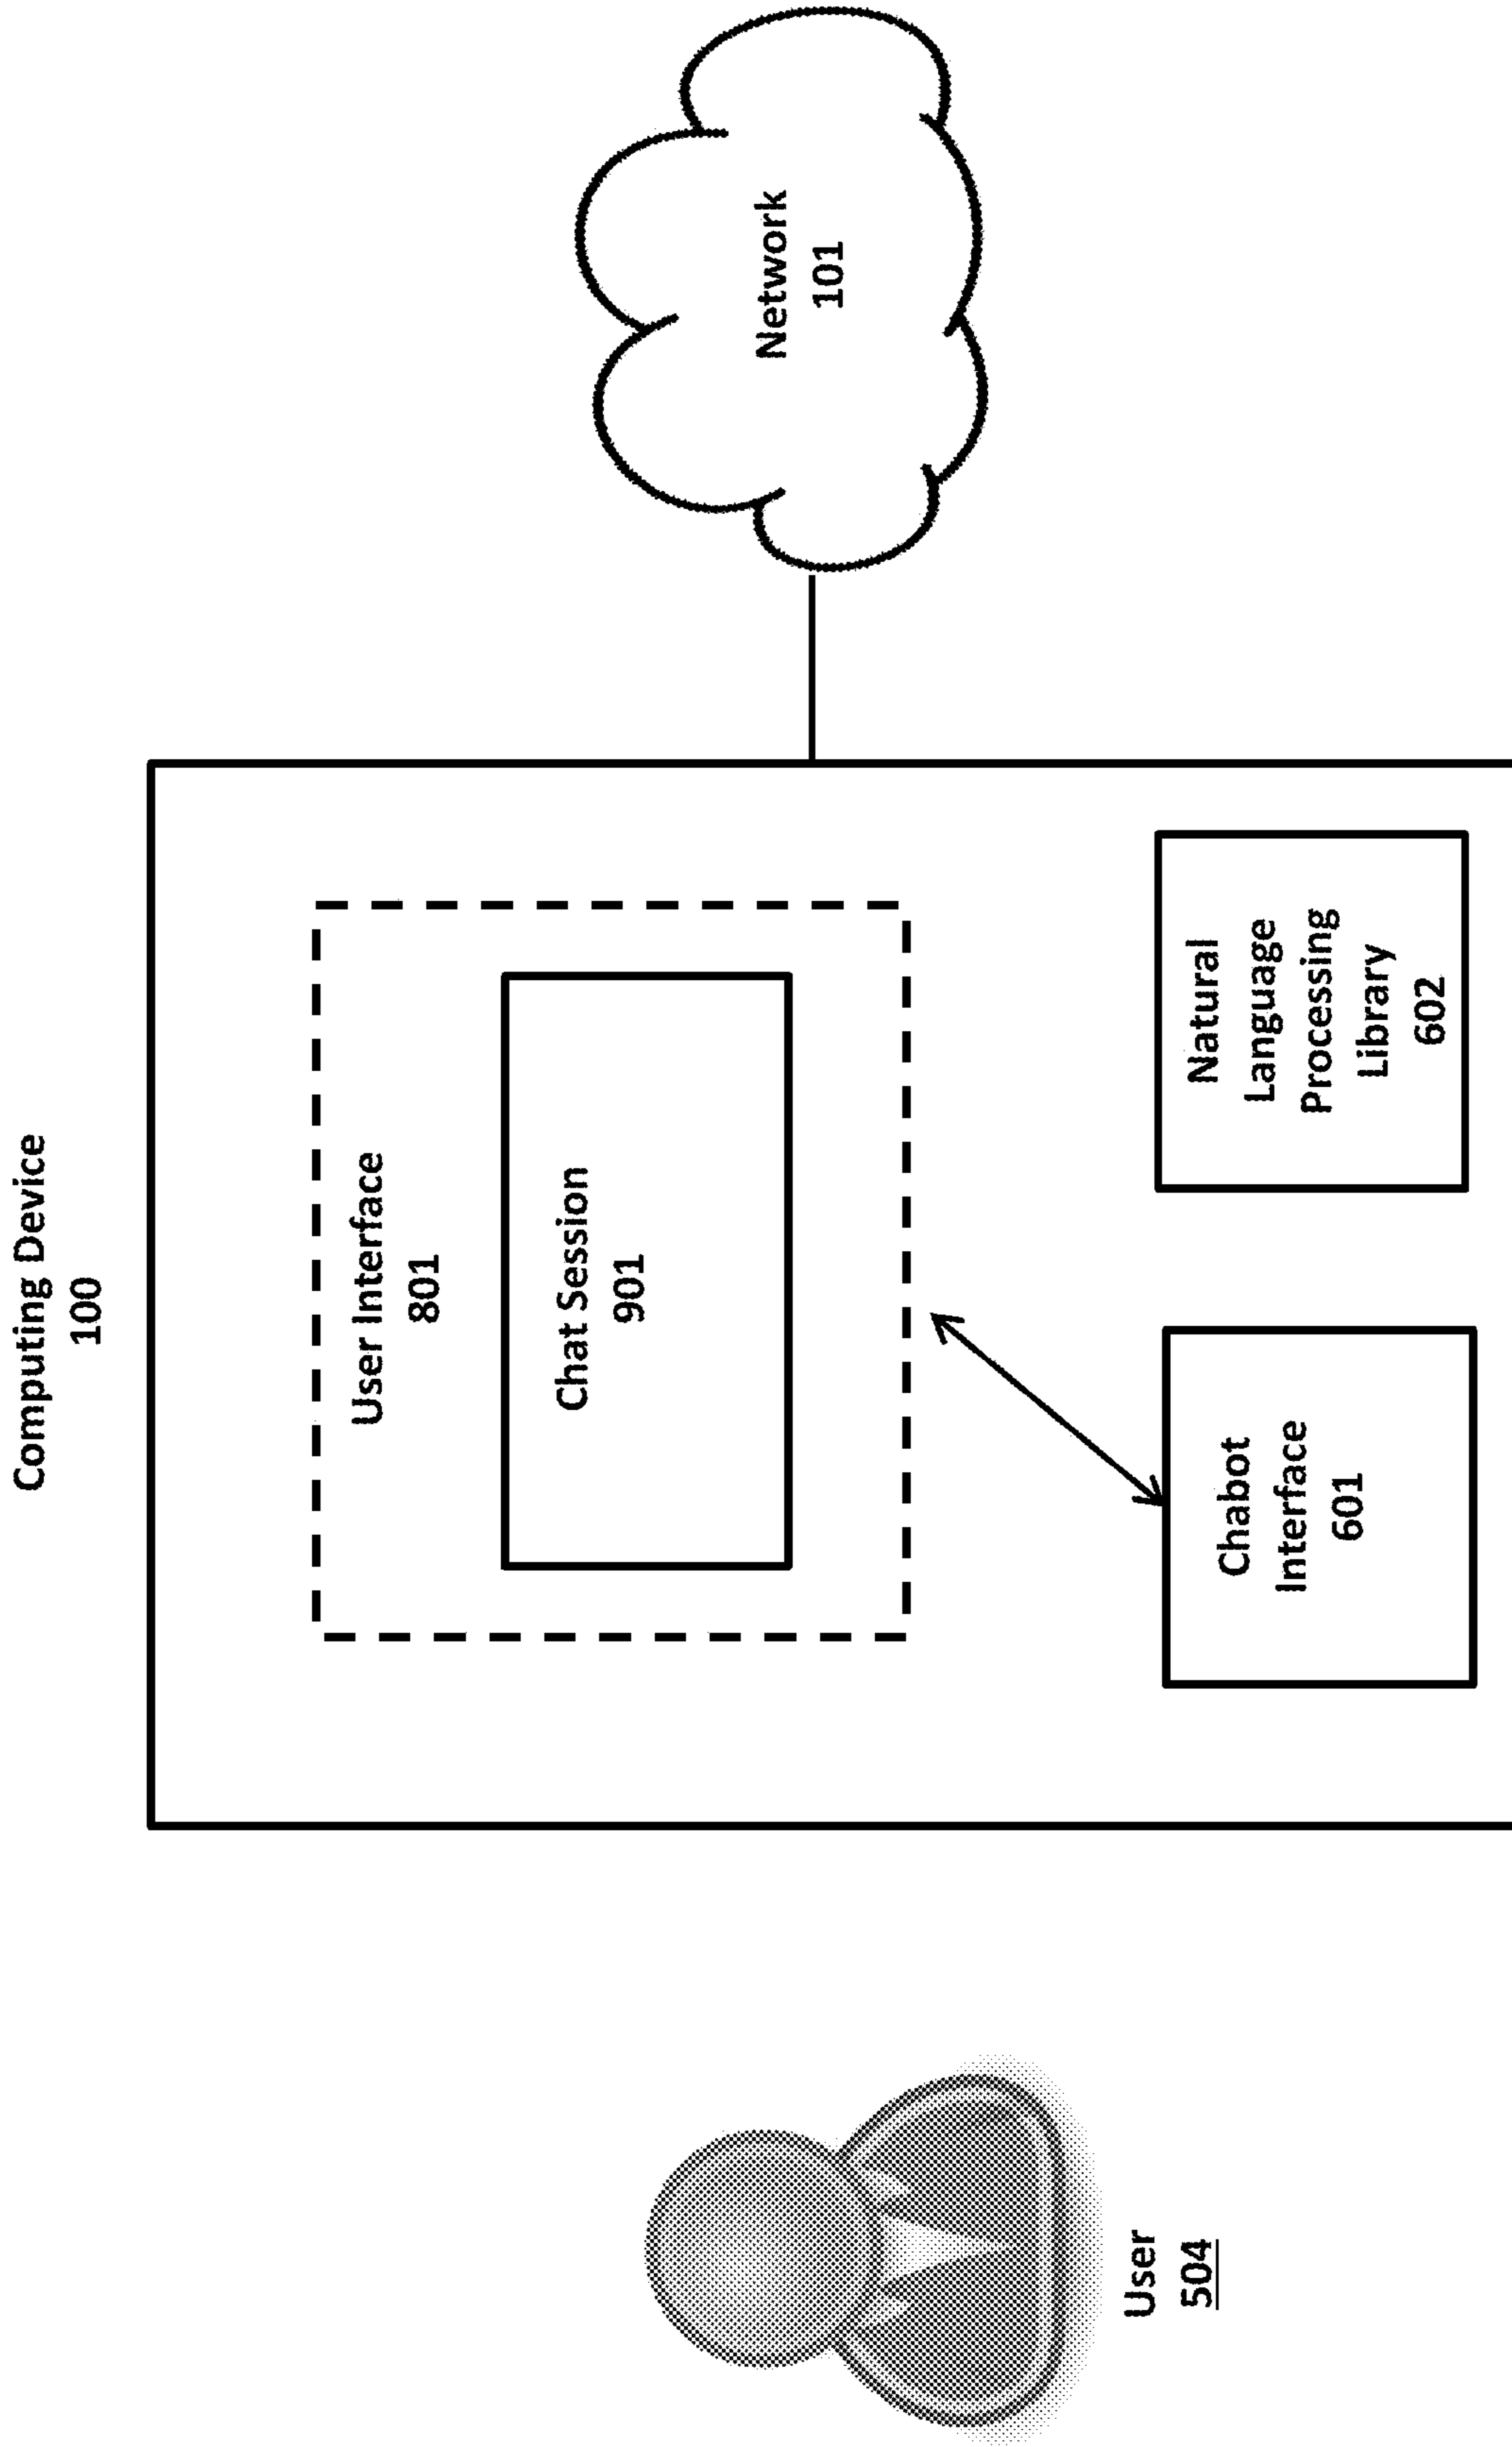 Computing Device
100
User Interface
801
Chat Session
901
Chabot
Interface
601
Natural
Language
Processing
Library
602
Network
101
User
504